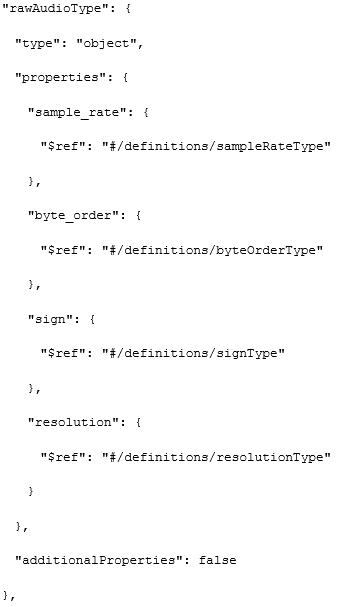 "rawAudioType": {
"type": "object",
"properties": {
"sample_rate": {
"$ref": "#/definitions/sampleRateType"
},
"byte_order": {
"$ref": "#/definitions/byteOrderType"
},
"sign": {
"$ref": "#/definitions/signType"
},
"resolution": {
"$ref": "#/definitions/resolutionType"
}
},
"additionalProperties": false
},